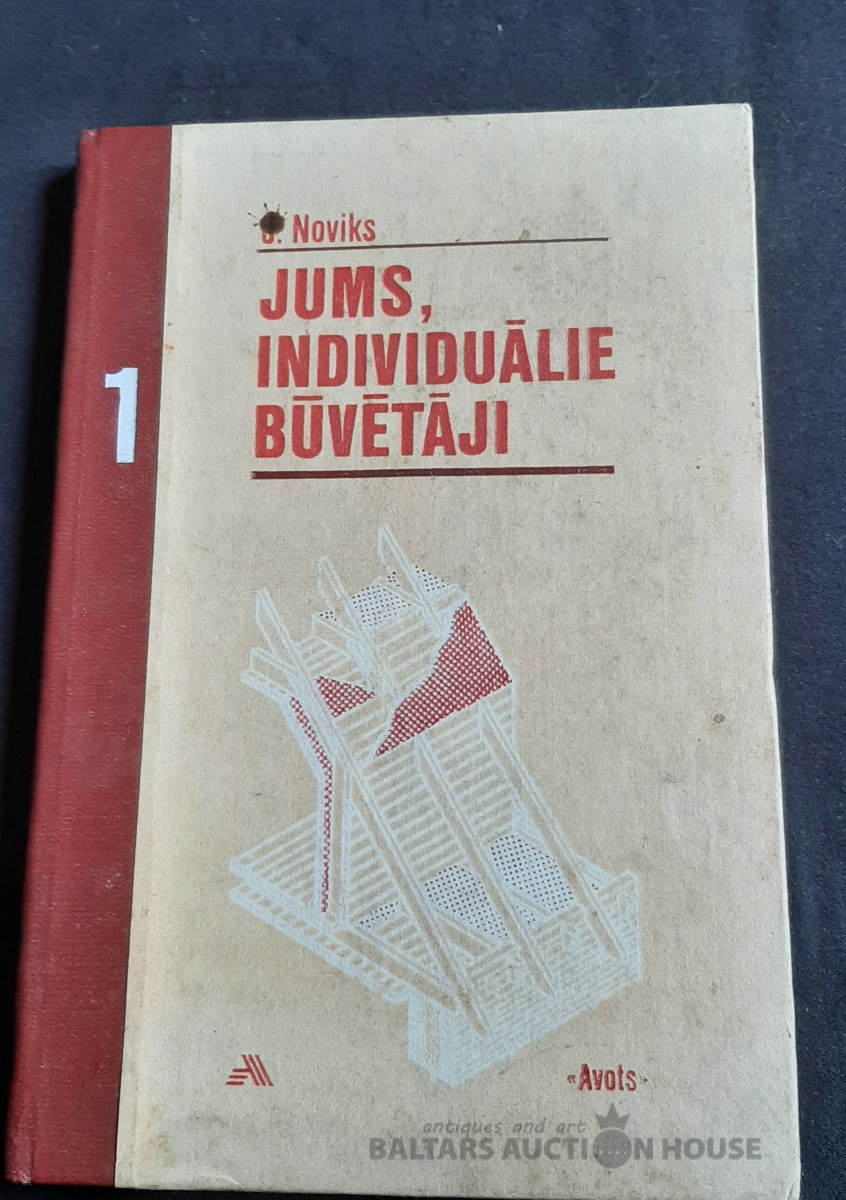 J. Noviks
JUMS,
INDIVIDUĀLIE
BŪVĒTĀJI
1
«Avots»
antiques and art
BALTARS AUCTION HOUSE